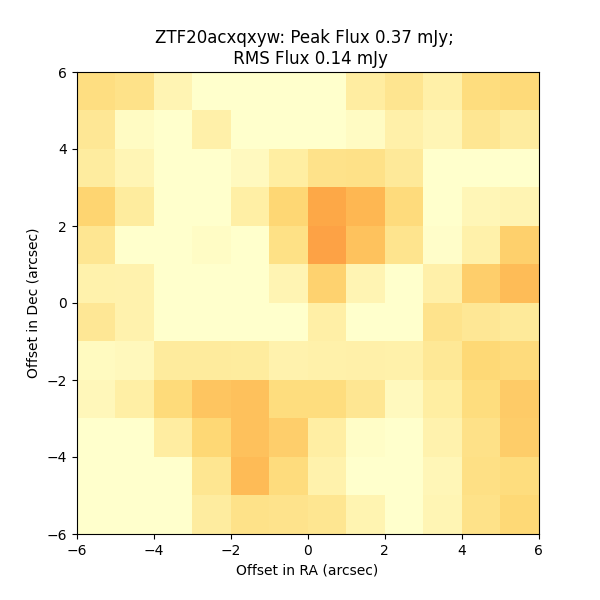 ZTF20acxqxyw: Peak Flux 0.37 mJy;
RMS Flux 0.14 mJy
6
4
2
0
−2
−4
−6
Offset in Dec (arcsec)
−6 −4 −2 0 2 4 6
Offset in RA (arcsec)